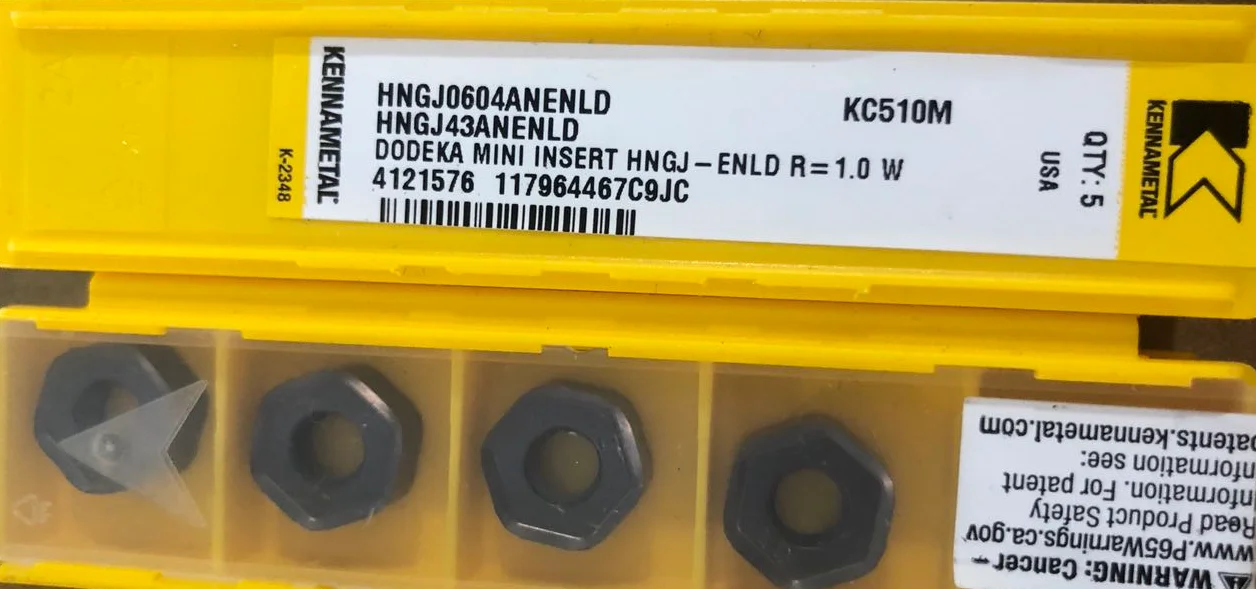 KENNAMETAL
K-2348
HNGJ0604ANENLD
KC510M
HNGJ43ANENLD
DODEKA MINI INSERT HNGJ-ENLD R=1.0 W
4121576 117964467C9JC
QTY: 5
USA
KENNAMETAL
WARNING: Cancer -
www.P65Warnings.ca.gov
Read Product Safety
Information. For patent
information see:
patents.kennametal.com